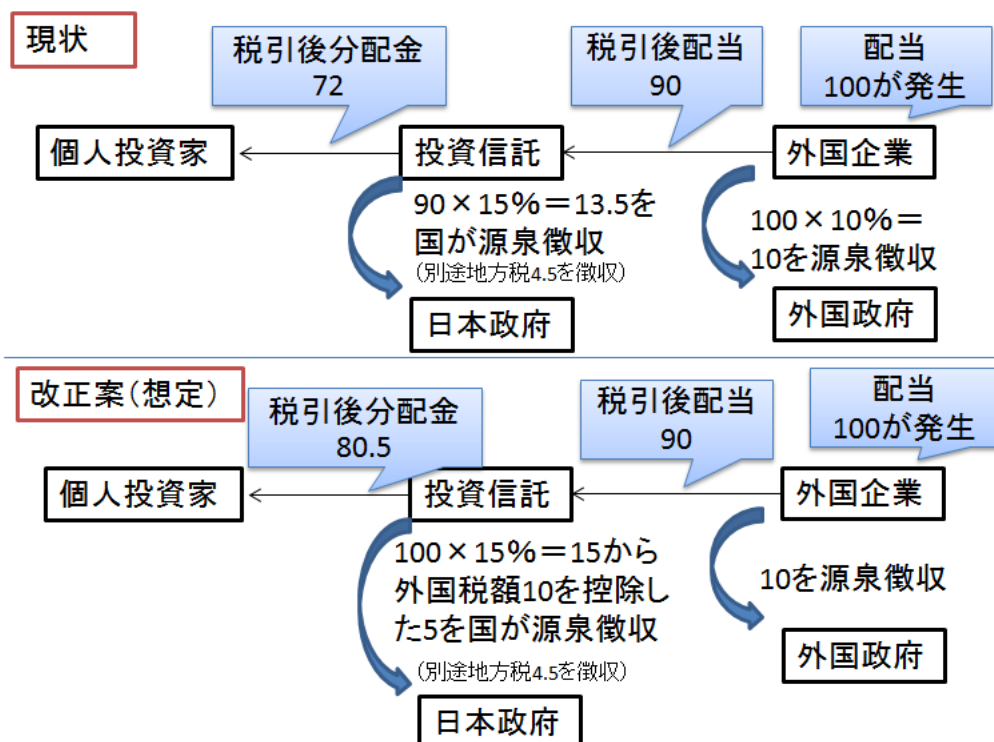 現状
税引後分配金
72
税引後配当
90
配当
100が発生
個人投資家
投資信託
外国企業
90×15%＝13.5を
国が源泉徴収
（別途地方税4.5を徴収）
100×10%＝
10を源泉徴収
日本政府
外国政府
改正案（想定）
税引後分配金
80.5
税引後配当
90
配当
100が発生
個人投資家
投資信託
外国企業
100×15%＝15から
外国税額10を控除し
た5を国が源泉徴収
（別途地方税4.5を徴収）
10を源泉徴収
外国政府
日本政府